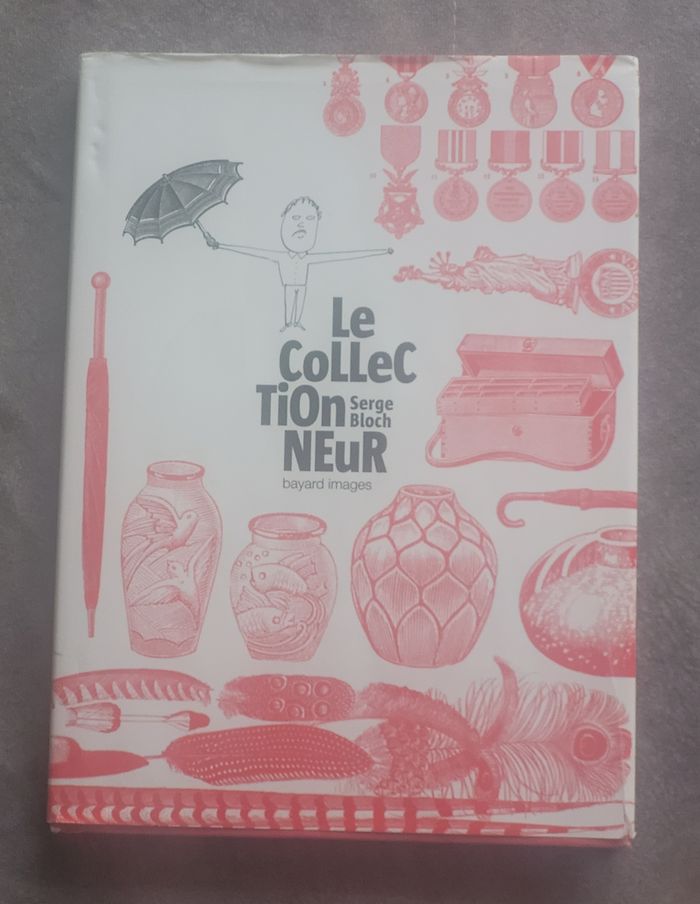 Le
CoLLeC
TiOn
Serge
Bloch
NEuR
bayard images